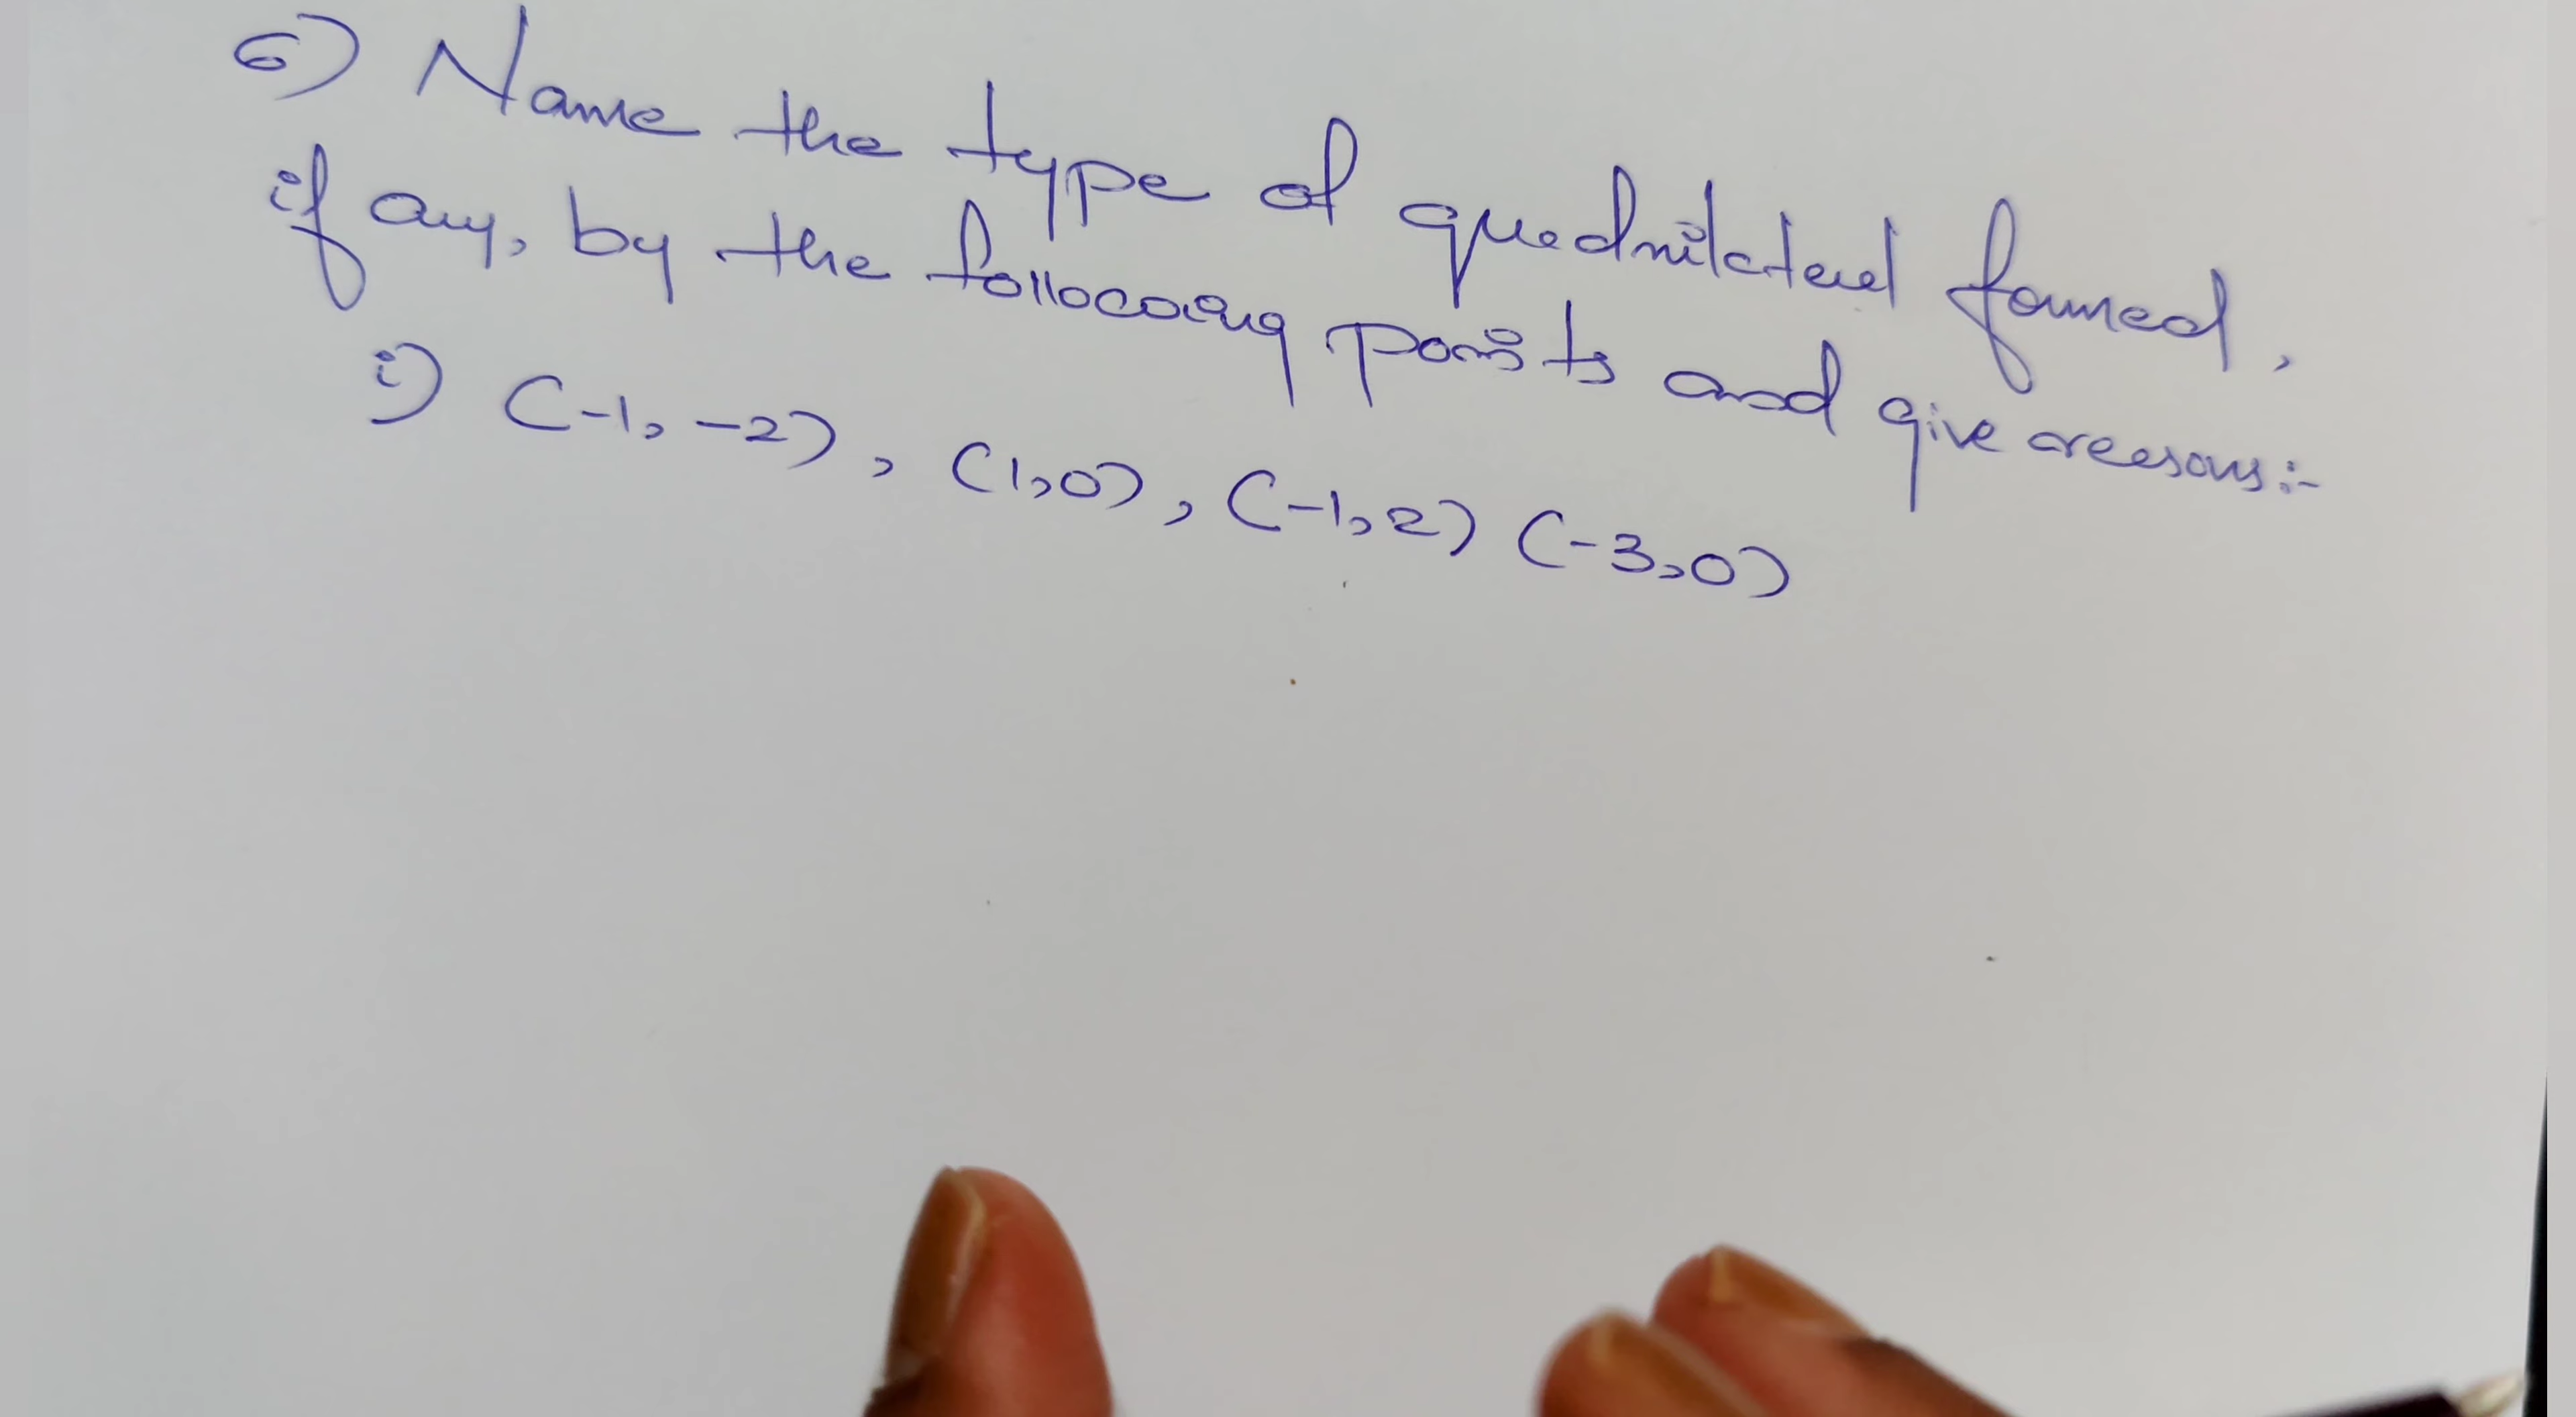 6) Name the type of quadrilateral formed,
if any, by the following points and give reasons:-
i) (-1, -2), (1,0), (-1,2) (-3,0)